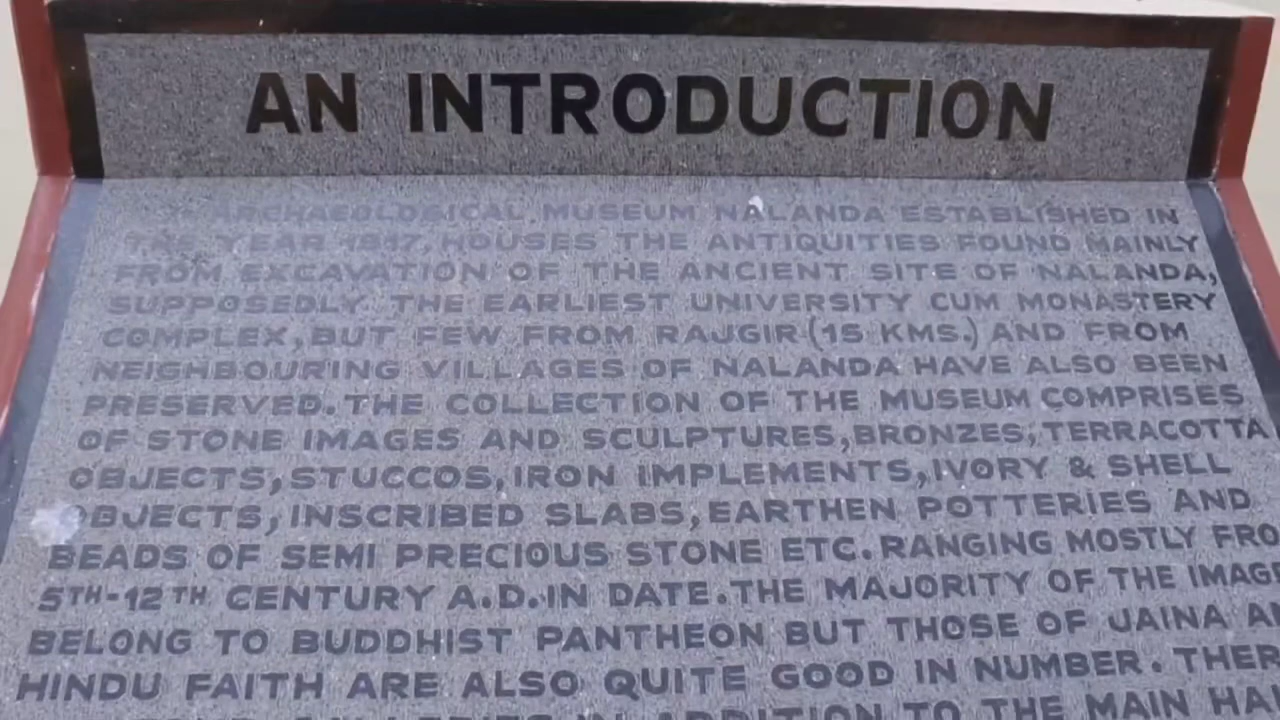 AN INTRODUCTION
ARCHAEOLOGICAL MUSEUM NALANDA ESTABLISHED IN
THE YEAR 1917, HOUSES THE ANTIQUITIES FOUND MAINLY
FROM EXCAVATION OF THE ANCIENT SITE OF NALANDA,
SUPPOSEDLY THE EARLIEST UNIVERSITY CUM MONASTERY
COMPLEX, BUT FEW FROM RAJGIR (15 KMS.) AND FROM
NEIGHBOURING VILLAGES OF NALANDA HAVE ALSO BEEN
PRESERVED. THE COLLECTION OF THE MUSEUM COMPRISES
OF STONE IMAGES AND SCULPTURES, BRONZES, TERRACOTTA
OBJECTS, STUCCOS, IRON IMPLEMENTS, IVORY & SHELL
OBJECTS, INSCRIBED SLABS, EARTHEN POTTERIES AND
BEADS OF SEMI PRECIOUS STONE ETC. RANGING MOSTLY FRO
5TH-12TH CENTURY A.D. IN DATE. THE MAJORITY OF THE IMAGE
BELONG TO BUDDHIST PANTHEON BUT THOSE OF JAINA A
HINDU FAITH ARE ALSO QUITE GOOD IN NUMBER. THER
GALLERIES IN ADDITION TO THE MAIN HA